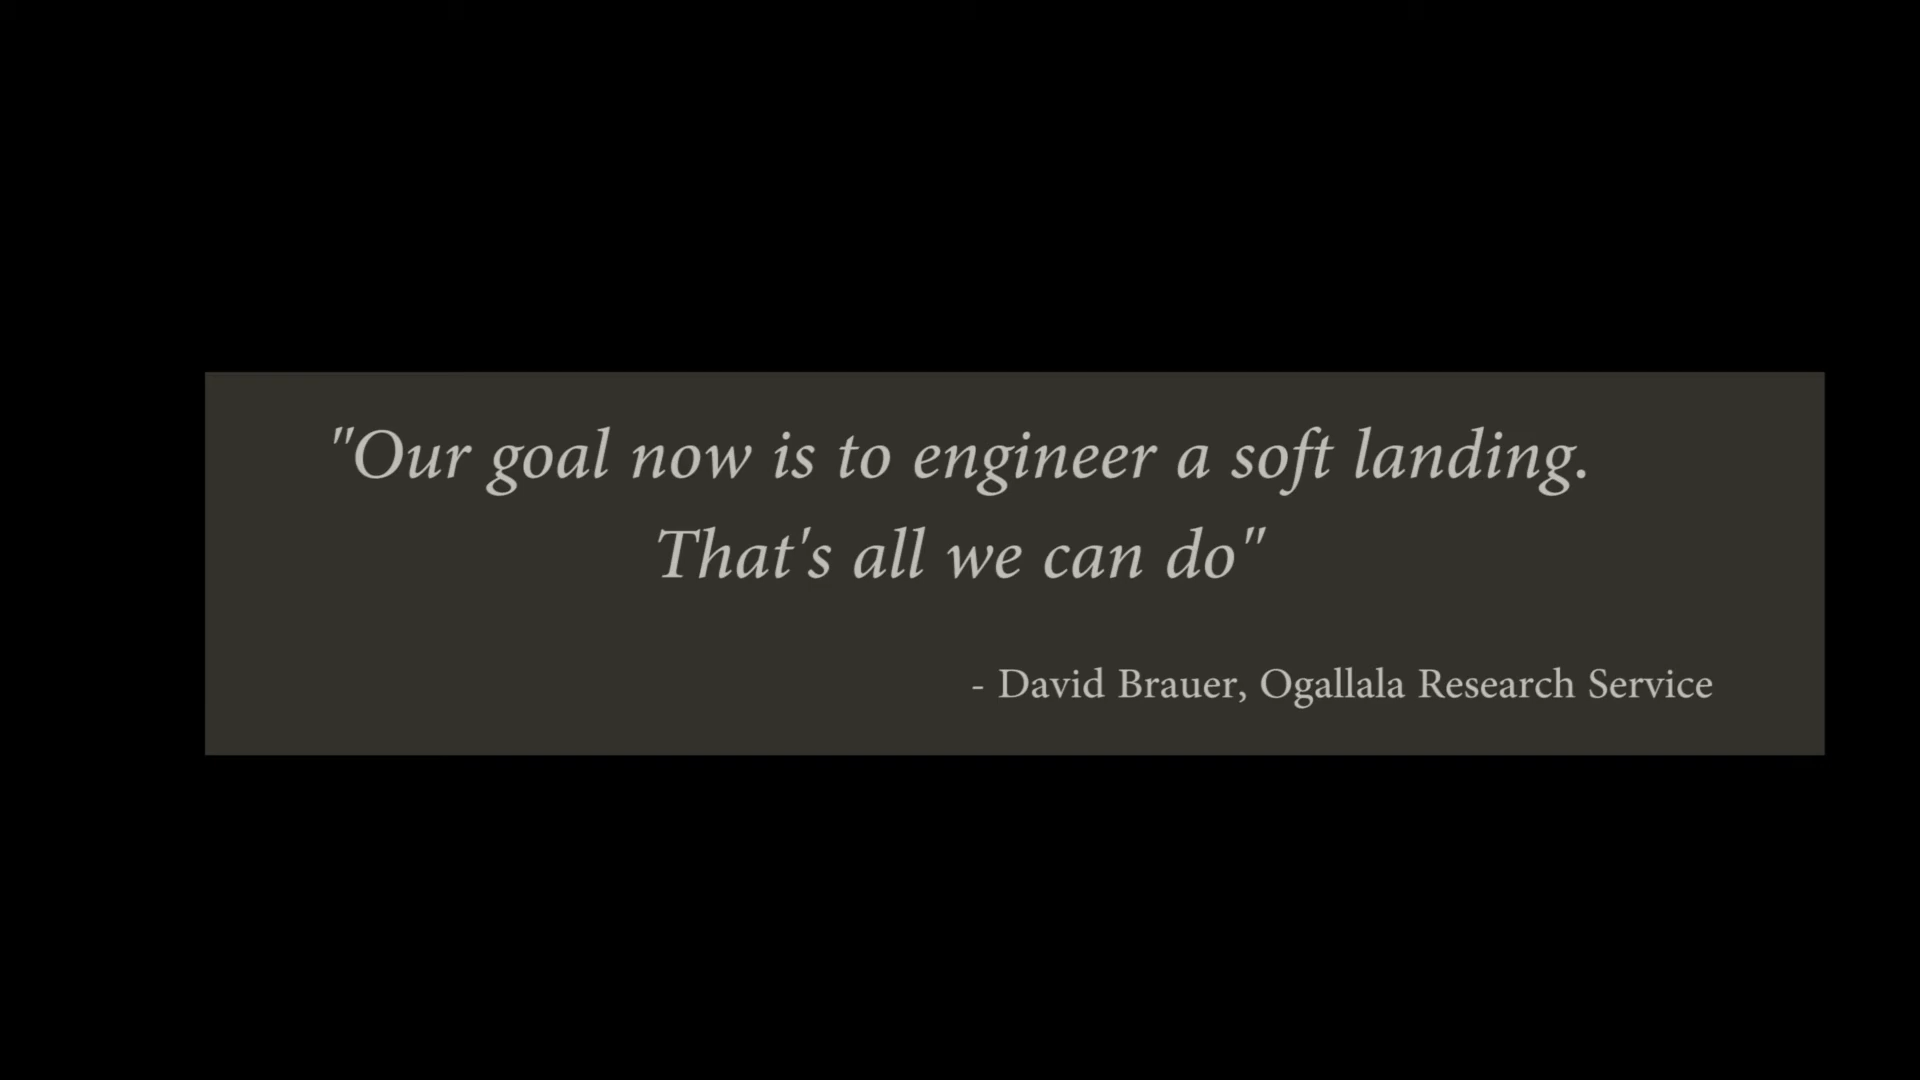 "Our goal now is to engineer a soft landing.
That's all we can do"
- David Brauer, Ogallala Research Service